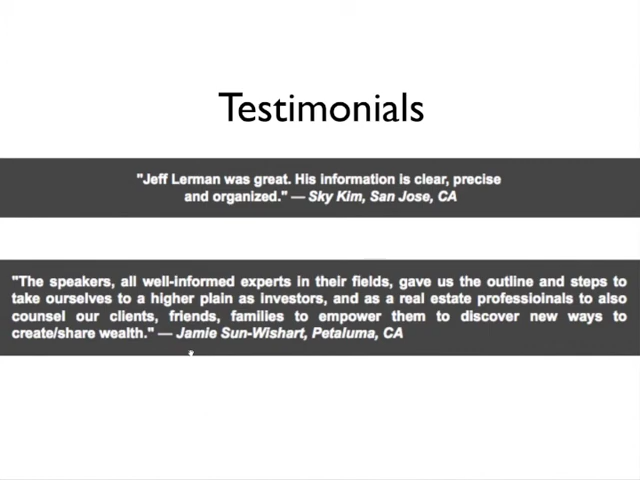 Testimonials
"Jeff Lerman was great. His information is clear, precise
and organized." — Sky Kim, San Jose, CA
"The speakers, all well-informed experts in their fields, gave us the outline and steps to
take ourselves to a higher plain as investors, and as a real estate professioinals to also
counsel our clients, friends, families to empower them to discover new ways to
create/share wealth." — Jamie Sun-Wishart, Petaluma, CA